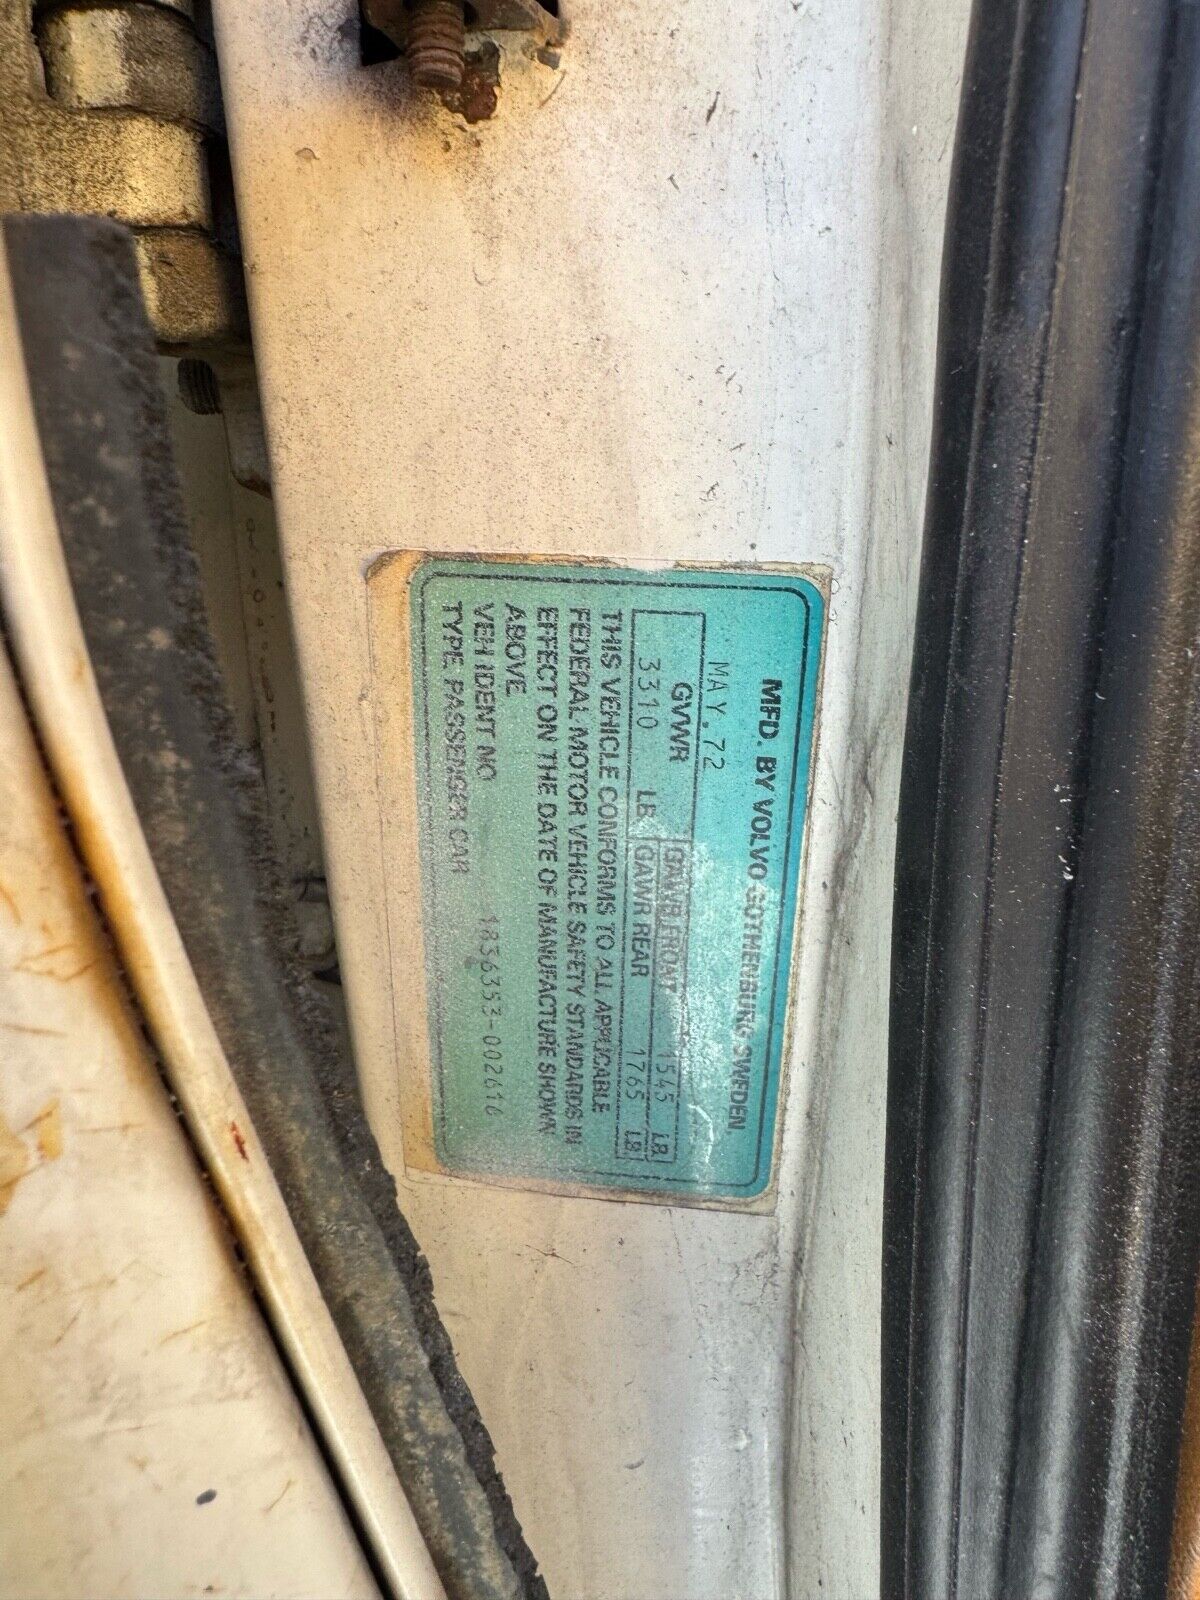 MFD. BY VOLVO GOTHENBURG SWEDEN.
MAY.72
GVWR GAWR FRONT 1545 LB
3310 LB GAWR REAR 1765 LB
THIS VEHICLE CONFORMS TO ALL APPLICABLE
FEDERAL MOTOR VEHICLE SAFETY STANDARDS IN
EFFECT ON THE DATE OF MANUFACTURE SHOWN
ABOVE
VEH IDENT NO 1836353-002616
TYPE PASSENGER CAR